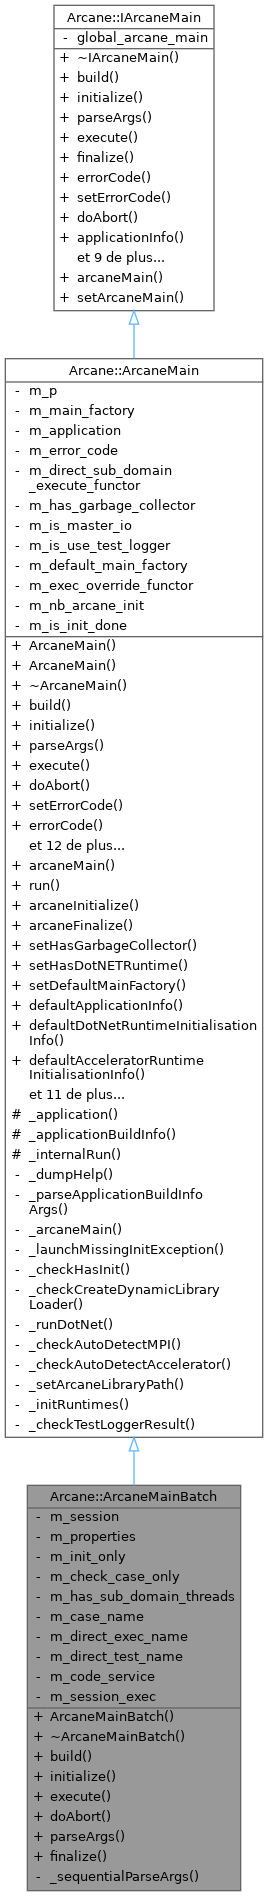 Arcane::IArcaneMain
- global_arcane_main
+ ~IArcaneMain()
+ build()
+ initialize()
+ parseArgs()
+ execute()
+ finalize()
+ errorCode()
+ setErrorCode()
+ doAbort()
+ applicationInfo()
et 9 de plus...
+ arcaneMain()
+ setArcaneMain()
Arcane::ArcaneMain
- m_p
- m_main_factory
- m_application
- m_error_code
- m_direct_sub_domain
_execute_functor
- m_has_garbage_collector
- m_is_master_io
- m_is_use_test_logger
- m_default_main_factory
- m_exec_override_functor
- m_nb_arcane_init
- m_is_init_done
+ ArcaneMain()
+ ArcaneMain()
+ ~ArcaneMain()
+ build()
+ initialize()
+ parseArgs()
+ execute()
+ doAbort()
+ setErrorCode()
+ errorCode()
et 12 de plus...
+ arcaneMain()
+ run()
+ arcaneInitialize()
+ arcaneFinalize()
+ setHasGarbageCollector()
+ setHasDotNETRuntime()
+ setDefaultMainFactory()
+ defaultApplicationInfo()
+ defaultDotNetRuntimeInitialisation
Info()
+ defaultAcceleratorRuntime
InitialisationInfo()
et 11 de plus...
# _application()
# _applicationBuildInfo()
# _internalRun()
- _dumpHelp()
- _parseApplicationBuildInfo
Args()
- _arcaneMain()
- _launchMissingInitException()
- _checkHasInit()
- _checkCreateDynamicLibrary
Loader()
- _runDotNet()
- _checkAutoDetectMPI()
- _checkAutoDetectAccelerator()
- _setArcaneLibraryPath()
- _initRuntimes()
- _checkTestLoggerResult()
Arcane::ArcaneMainBatch
- m_session
- m_properties
- m_init_only
- m_check_case_only
- m_has_sub_domain_threads
- m_case_name
- m_direct_exec_name
- m_direct_test_name
- m_code_service
- m_session_exec
+ ArcaneMainBatch()
+ ~ArcaneMainBatch()
+ build()
+ initialize()
+ execute()
+ doAbort()
+ parseArgs()
+ finalize()
- _sequentialParseArgs()